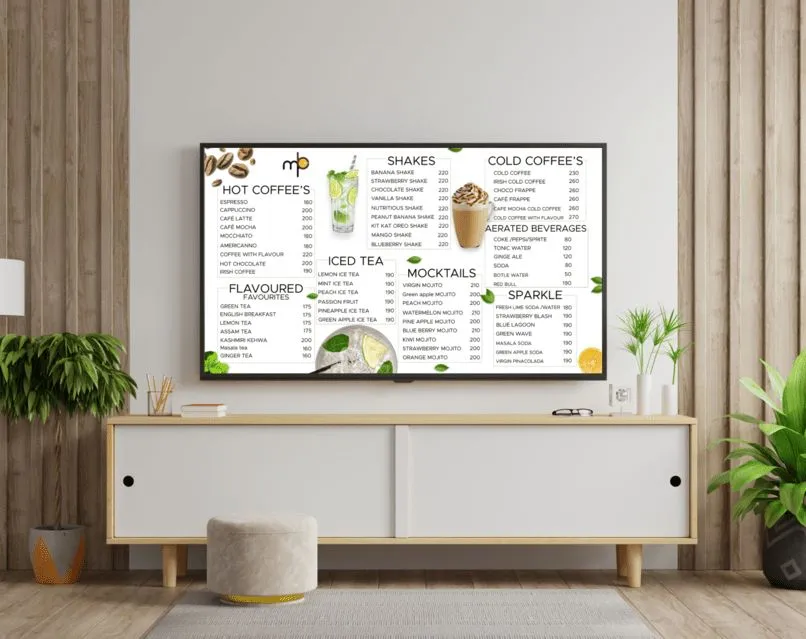 mb
HOT COFFEE'S
ESPRESSO 160
CAPPUCCINO 200
CAFÉ LATTE 200
CAFÉ MOCHA 200
MOCCHIATO 180
AMERICANNO 180
COFFEE WITH FLAVOUR 220
HOT CHOCOLATE 200
IRISH COFFEE 190
FLAVOURED
FAVOURITES
GREEN TEA 175
ENGLISH BREAKFAST 175
LEMON TEA 175
ASSAM TEA 175
KASHMIRI KEHWA 200
Masala tea 160
GINGER TEA 160
ICED TEA
LEMON ICE TEA 190
MINT ICE TEA 190
PEACH ICE TEA 190
PASSION FRUIT 190
PINEAPPLE ICE TEA 190
GREEN APPLE ICE TEA 190
SHAKES
BANANA SHAKE 220
STRAWBERRY SHAKE 220
CHOCOLATE SHAKE 220
VANILLA SHAKE 220
NUTRITIOUS SHAKE 220
PEANUT BANANA SHAKE 220
KIT KAT OREO SHAKE 220
MANGO SHAKE 220
BLUEBERRY SHAKE 220
MOCKTAILS
VIRGIN MOJITO 210
Green apple MOJITO 200
PEACH MOJITO 200
WATERMELON MOJITO 210
PINE APPLE MOJITO 200
BLUE BERRY MOJITO 210
KIWI MOJITO 200
STRAWBERRY MOJITO 200
ORANGE MOJITO 200
COLD COFFEE'S
COLD COFFEE 230
IRISH COLD COFFEE 260
CHOCO FRAPPE 260
CAFÉ FRAPPE 260
CAFE MOCHA COLD COFFEE 260
COLD COFFEE WITH FLAVOUR 270
AERATED BEVERAGES
COKE /PEPSI/SPRITE 80
TONIC WATER 120
GINGE ALE 120
SODA 80
BOTLE WATER 50
RED BULL 190
SPARKLE
FRESH LIME SODA /WATER 180
STRAWBERRY BLASH 190
BLUE LAGOON 190
GREEN WAVE 190
MASALA SODA 190
GREEN APPLE SODA 190
VIRGIN PINACOLADA 190